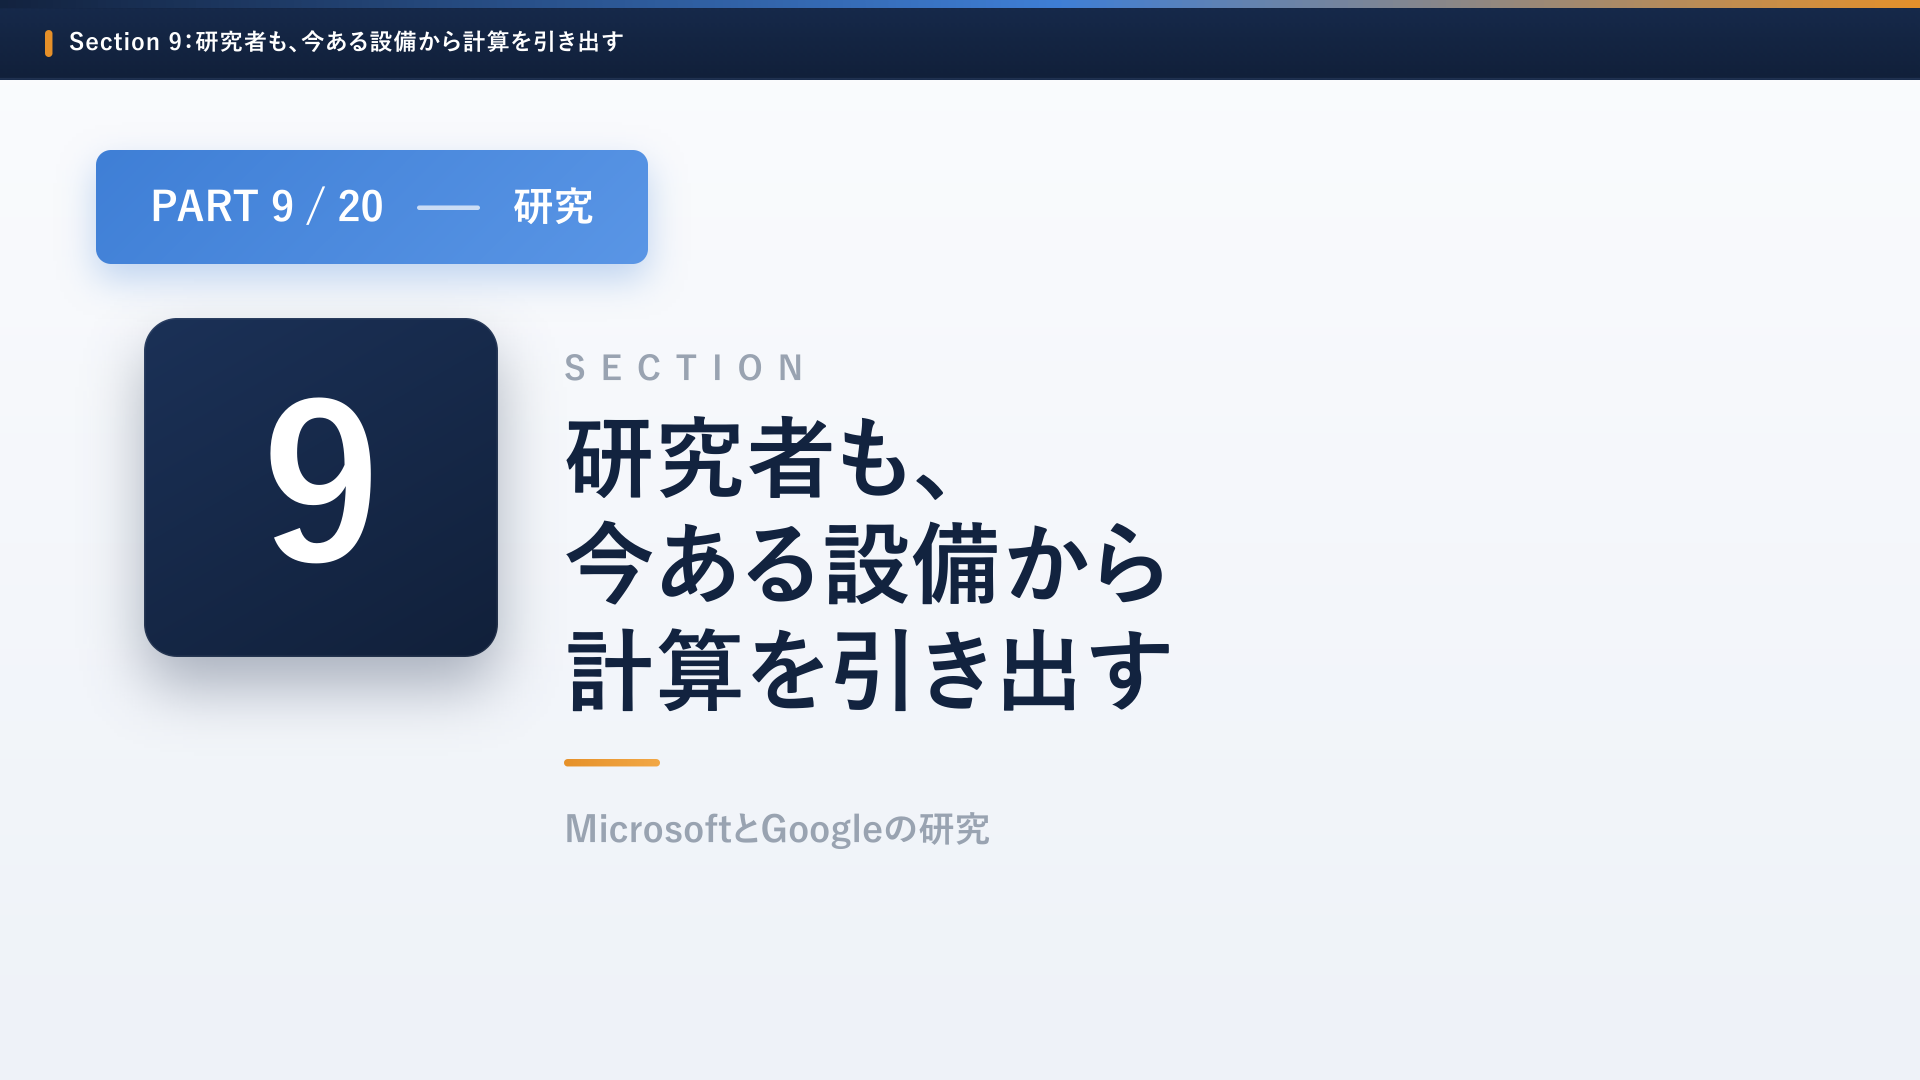 Section 9：研究者も、今ある設備から計算を引き出す
PART 9 / 20 — 研究
9
SECTION
研究者も、
今ある設備から
計算を引き出す
MicrosoftとGoogleの研究